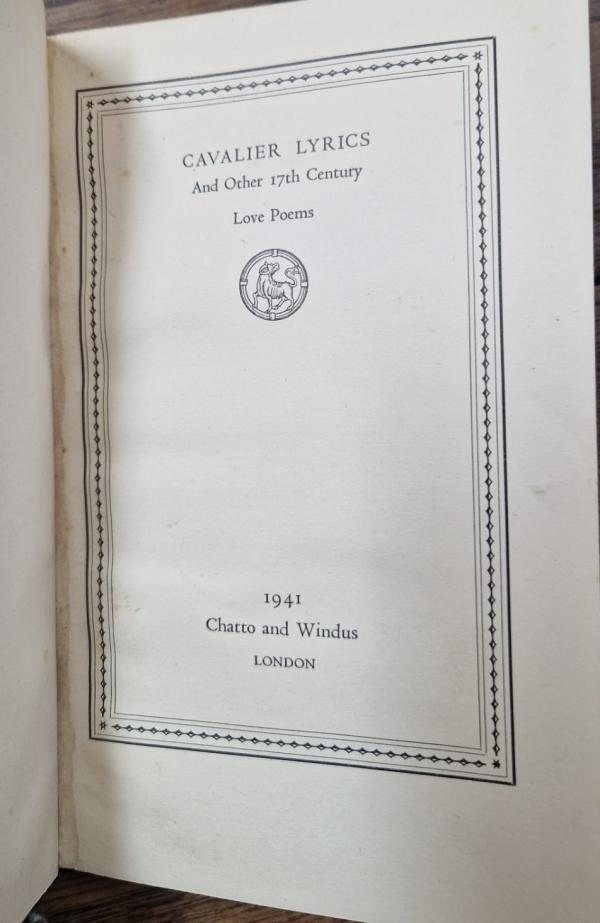 CAVALIER LYRICS
And Other 17th Century
Love Poems
1941
Chatto and Windus
LONDON